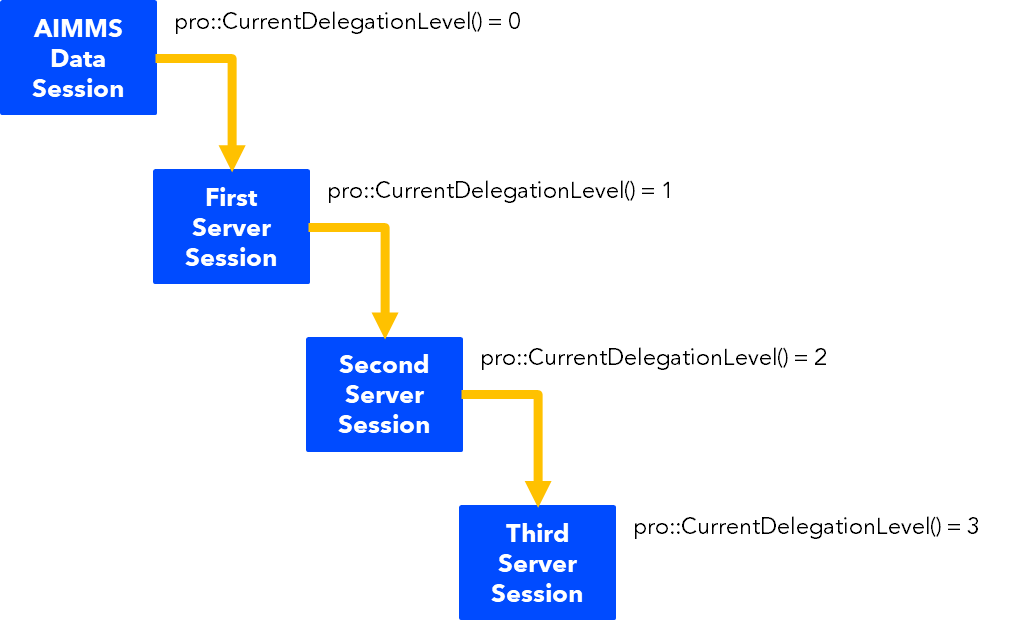 AIMMS
Data
Session
pro::CurrentDelegationLevel() = 0
First
Server
Session
pro::CurrentDelegationLevel() = 1
Second
Server
Session
pro::CurrentDelegationLevel() = 2
Third
Server
Session
pro::CurrentDelegationLevel() = 3